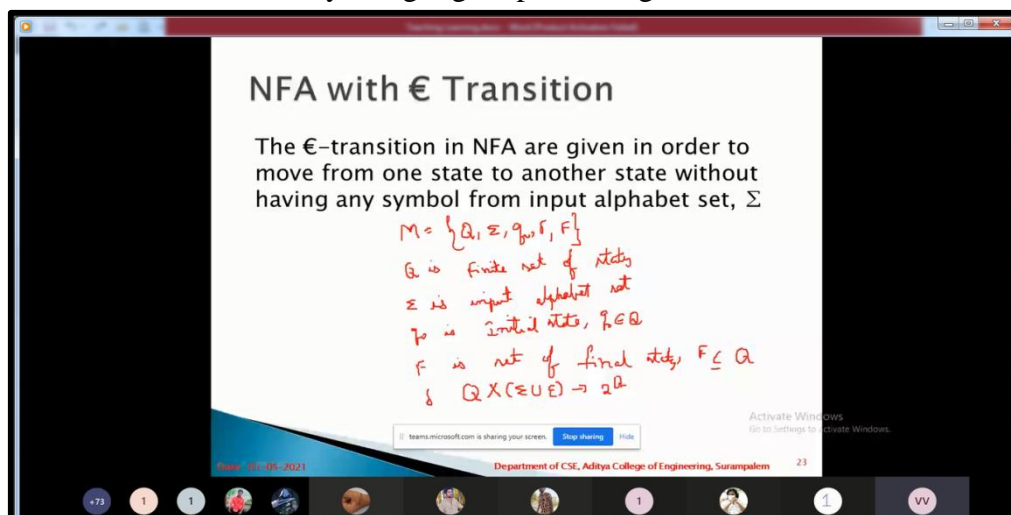 NFA with € Transition
The €-transition in NFA are given in order to
move from one state to another state without
having any symbol from input alphabet set, Σ
M = {Q, Σ, q₀, δ, F}
Q is finite set of states
Σ is input alphabet set
q₀ is Initial state, q₀ ∈ Q
F is set of final states, F ⊆ Q
δ Q X (Σ ∪ ε) → 2^Q
Activate Windows
Go to Settings to activate Windows.
teams.microsoft.com is sharing your screen. Stop sharing Hide
Department of CSE, Aditya College of Engineering, Surampalem 23
+73 1 1 1 1 VV